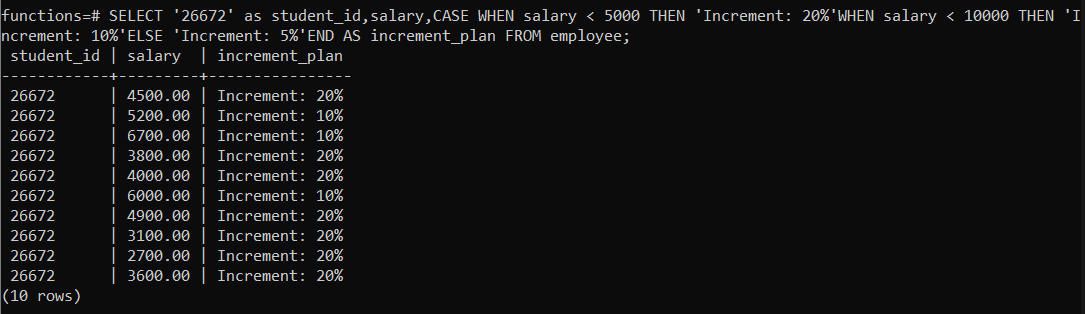 functions=# SELECT '26672' as student_id,salary,CASE WHEN salary < 5000 THEN 'Increment: 20%'WHEN salary < 10000 THEN 'I
ncrement: 10%'ELSE 'Increment: 5%'END AS increment_plan FROM employee;
 student_id | salary  | increment_plan
------------+---------+----------------
 26672      | 4500.00 | Increment: 20%
 26672      | 5200.00 | Increment: 10%
 26672      | 6700.00 | Increment: 10%
 26672      | 3800.00 | Increment: 20%
 26672      | 4000.00 | Increment: 20%
 26672      | 6000.00 | Increment: 10%
 26672      | 4900.00 | Increment: 20%
 26672      | 3100.00 | Increment: 20%
 26672      | 2700.00 | Increment: 20%
 26672      | 3600.00 | Increment: 20%
(10 rows)